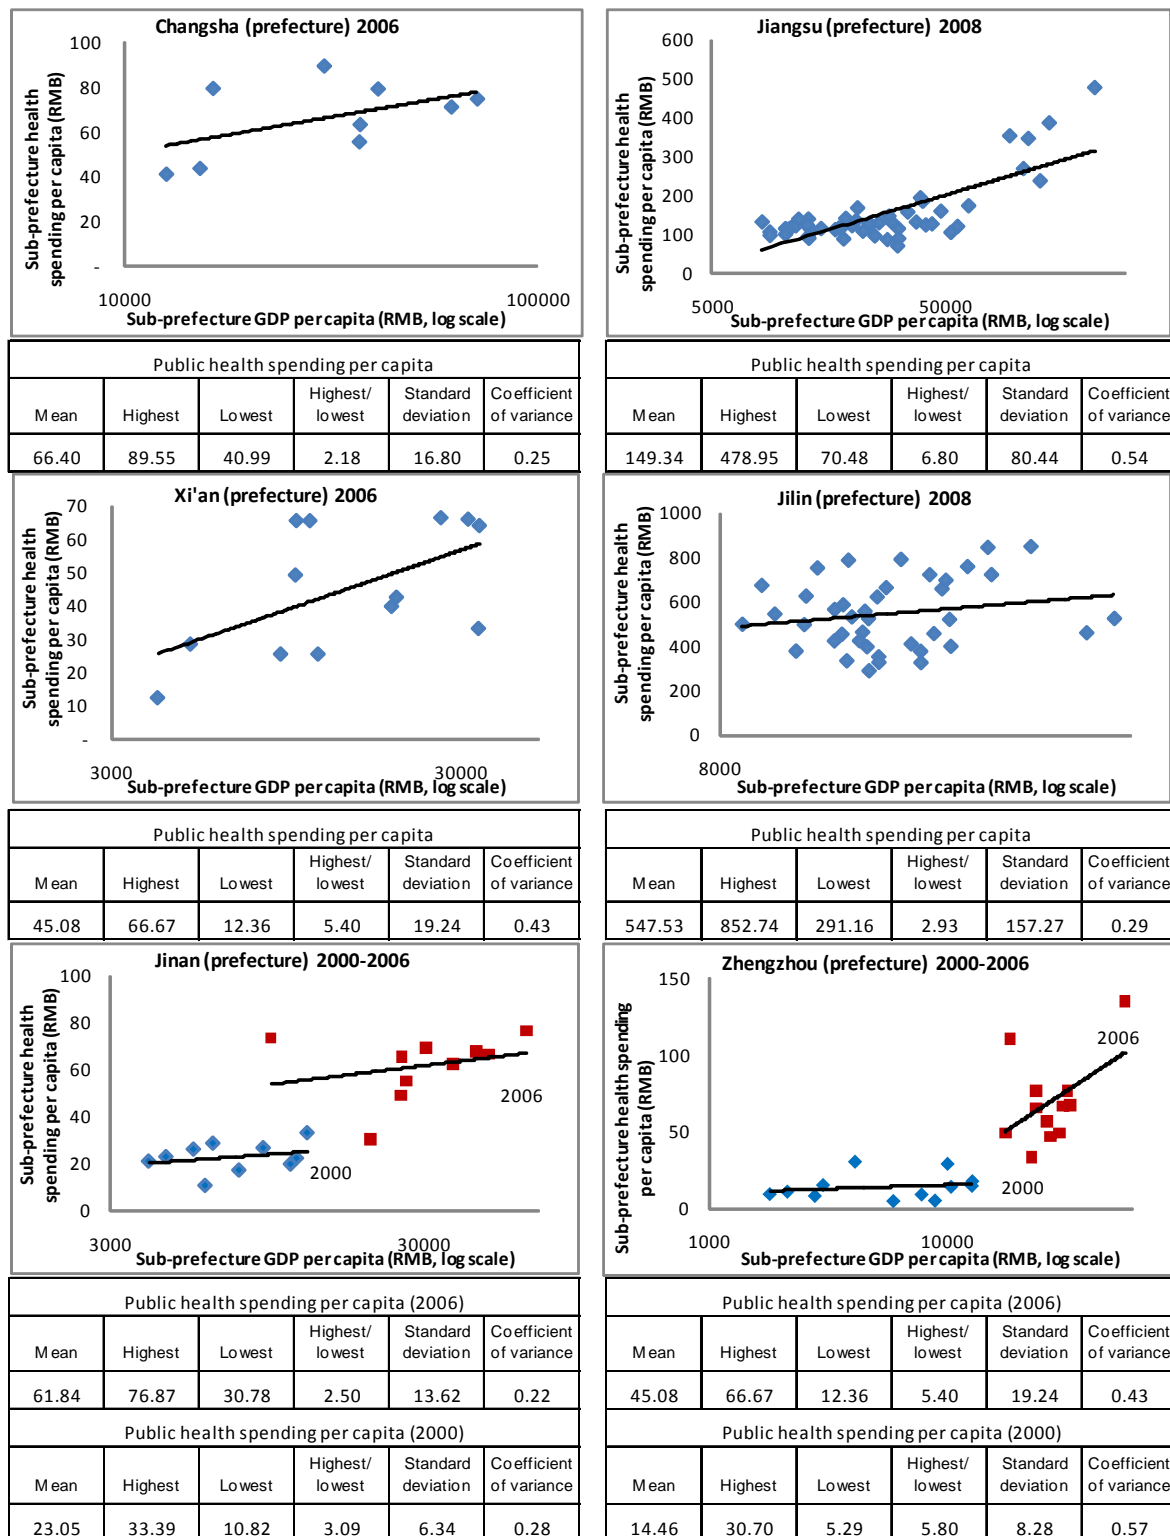 Changsha (prefecture) 2006
Sub-prefecture health
spending per capita (RMB)
100
80
60
40
20
-
10000
100000
Sub-prefecture GDP per capita (RMB, log scale)
Public health spending per capita
Mean Highest Lowest Highest/ lowest Standard deviation Coefficient of variance
66.40 89.55 40.99 2.18 16.80 0.25
Jiangsu (prefecture) 2008
Sub-prefecture health
spending per capita (RMB)
600
500
400
300
200
100
0
5000
50000
Sub-prefecture GDP per capita (RMB, log scale)
Public health spending per capita
Mean Highest Lowest Highest/ lowest Standard deviation Coefficient of variance
149.34 478.95 70.48 6.80 80.44 0.54
Xi'an (prefecture) 2006
Sub-prefecture health
spending per capita (RMB)
70
60
50
40
30
20
10
-
3000
30000
Sub-prefecture GDP per capita (RMB, log scale)
Public health spending per capita
Mean Highest Lowest Highest/ lowest Standard deviation Coefficient of variance
45.08 66.67 12.36 5.40 19.24 0.43
Jilin (prefecture) 2008
Sub-prefecture health
spending per capita (RMB)
1000
800
600
400
200
0
8000
Sub-prefecture GDP per capita (RMB, log scale)
Public health spending per capita
Mean Highest Lowest Highest/ lowest Standard deviation Coefficient of variance
547.53 852.74 291.16 2.93 157.27 0.29
Jinan (prefecture) 2000-2006
Sub-prefecture health
spending per capita (RMB)
100
80
60
40
20
0
2006
2000
3000
30000
Sub-prefecture GDP per capita (RMB, log scale)
Public health spending per capita (2006)
Mean Highest Lowest Highest/ lowest Standard deviation Coefficient of variance
61.84 76.87 30.78 2.50 13.62 0.22
Public health spending per capita (2000)
Mean Highest Lowest Highest/ lowest Standard deviation Coefficient of variance
23.05 33.39 10.82 3.09 6.34 0.28
Zhengzhou (prefecture) 2000-2006
Sub-prefecture health spending
per capita (RMB)
150
100
50
0
2006
2000
1000
10000
Sub-prefecture GDP per capita (RMB, log scale)
Public health spending per capita (2006)
Mean Highest Lowest Highest/ lowest Standard deviation Coefficient of variance
45.08 66.67 12.36 5.40 19.24 0.43
Public health spending per capita (2000)
Mean Highest Lowest Highest/ lowest Standard deviation Coefficient of variance
14.46 30.70 5.29 5.80 8.28 0.57